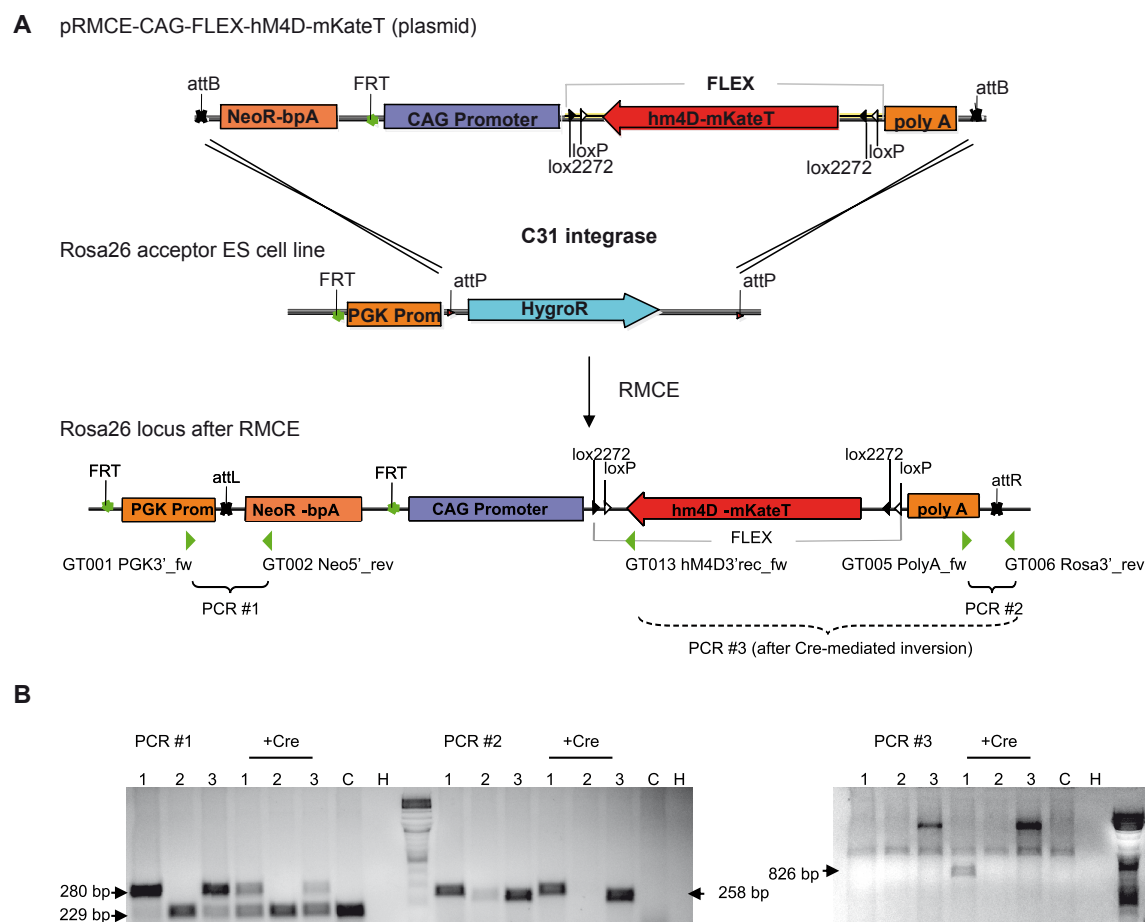 A pRMCE-CAG-FLEX-hM4D-mKateT (plasmid)
attB FRT FLEX attB
NeoR-bpA CAG Promoter hm4D-mKateT poly A
loxP loxP
lox2272 lox2272
C31 integrase
Rosa26 acceptor ES cell line
FRT attP attP
PGK Prom HygroR
RMCE
Rosa26 locus after RMCE
FRT attL FRT lox2272 loxP lox2272 loxP attR
PGK Prom NeoR -bpA CAG Promoter hm4D -mKateT poly A
FLEX
GT001 PGK3'_fw GT002 Neo5'_rev GT013 hM4D3'rec_fw GT005 PolyA_fw GT006 Rosa3'_rev
PCR #1 PCR #2
PCR #3 (after Cre-mediated inversion)
B
PCR #1 +Cre PCR #2 +Cre PCR #3 +Cre
1 2 3 1 2 3 C H 1 2 3 1 2 3 C H 1 2 3 1 2 3 C H
826 bp
280 bp 258 bp
229 bp